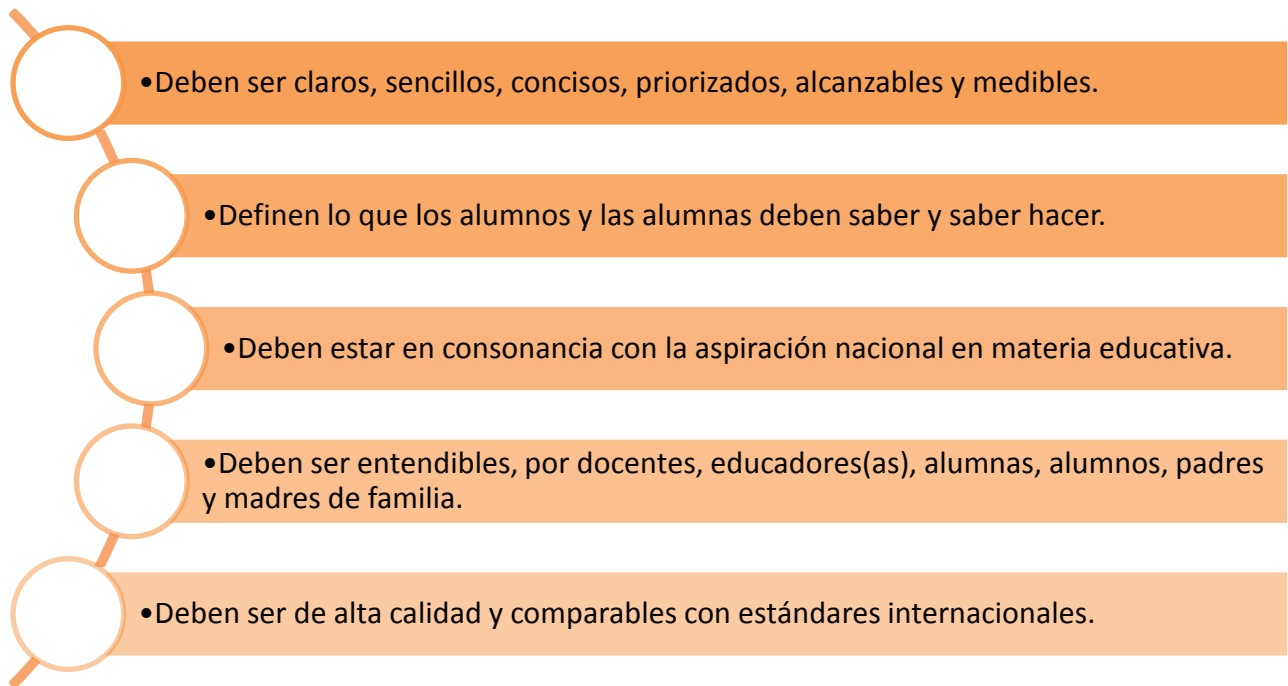 •Deben ser claros, sencillos, concisos, priorizados, alcanzables y medibles.
•Definen lo que los alumnos y las alumnas deben saber y saber hacer.
•Deben estar en consonancia con la aspiración nacional en materia educativa.
•Deben ser entendibles, por docentes, educadores(as), alumnas, alumnos, padres
y madres de familia.
•Deben ser de alta calidad y comparables con estándares internacionales.